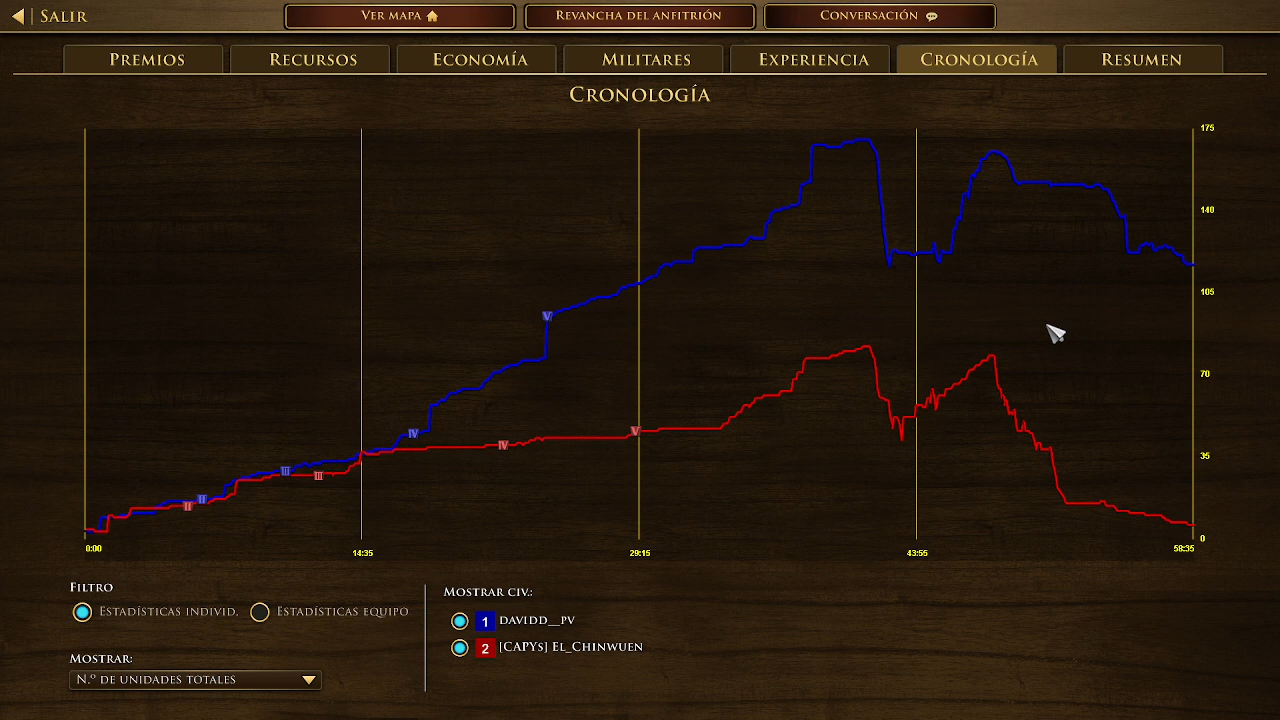 Salir
Ver mapa
Revancha del anfitrión
Conversación
Premios
Recursos
Economía
Militares
Experiencia
Cronología
Resumen
Cronología
175
140
105
70
35
0
V
IV
III
II
V
IV
III
II
0:00
14:35
29:15
43:55
58:35
Filtro
Estadísticas individ.
Estadísticas equipo
Mostrar:
N.º de unidades totales
Mostrar civ.:
1 davidd__pv
2 [CAPYs] El_Chinwuen